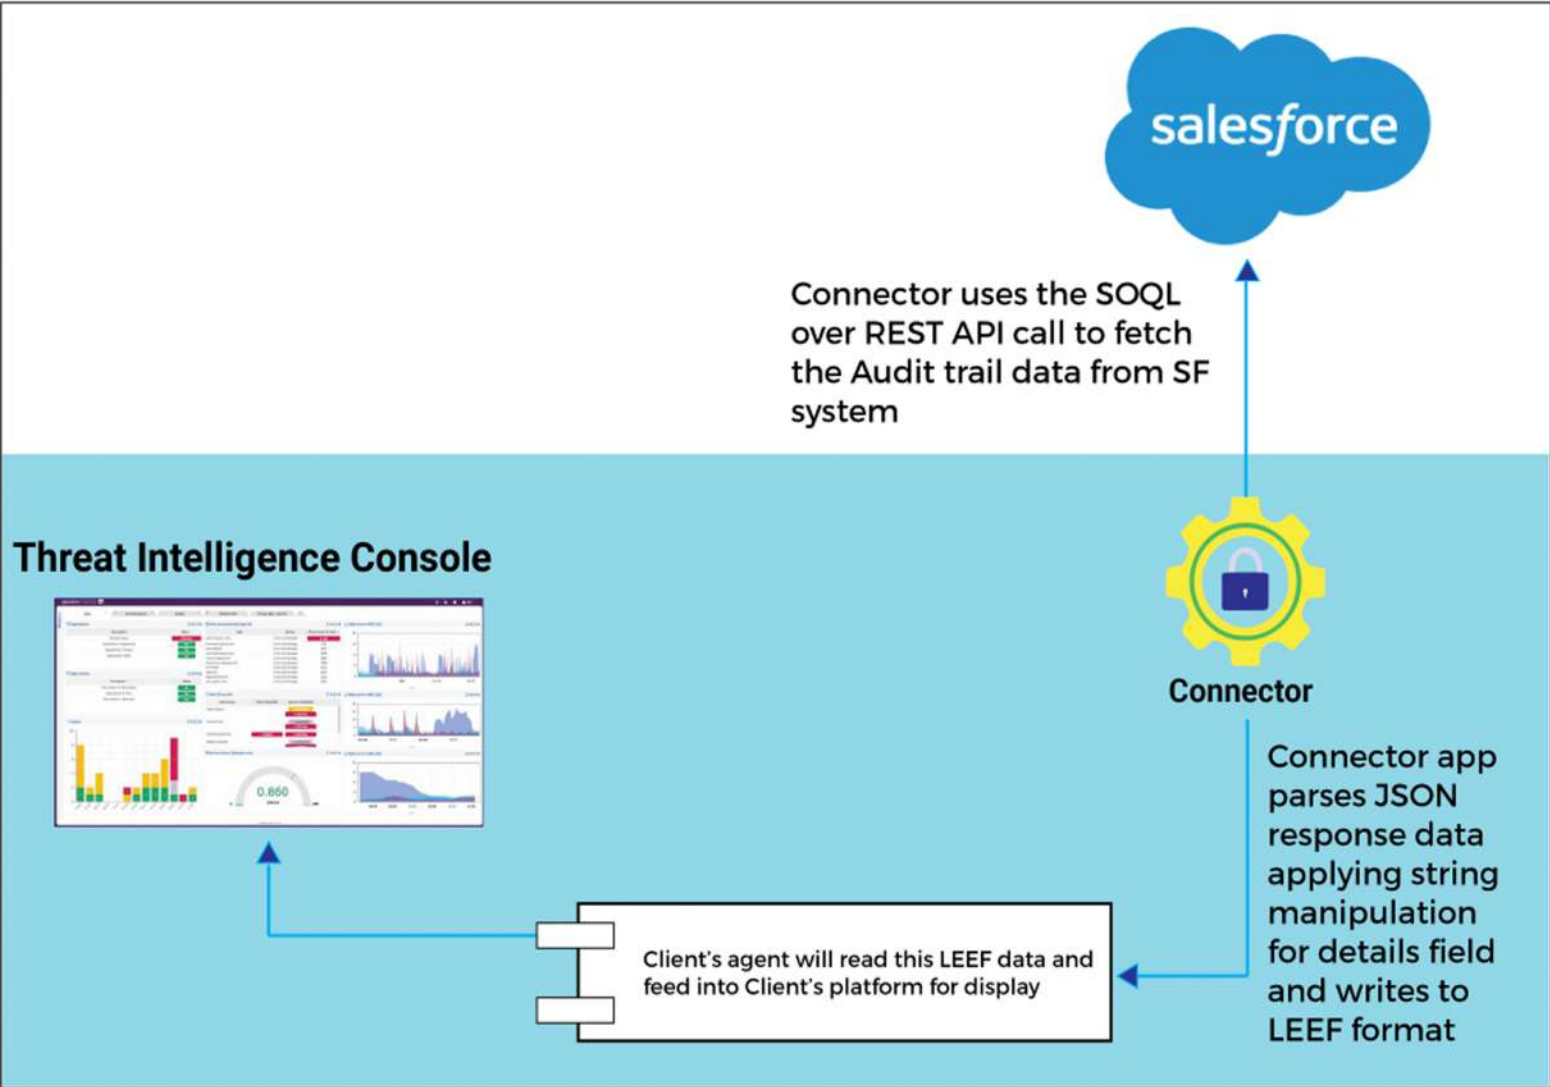 salesforce
Connector uses the SOQL
over REST API call to fetch
the Audit trail data from SF
system
Threat Intelligence Console
0.860
Connector
Connector app
parses JSON
response data
applying string
manipulation
for details field
and writes to
LEEF format
Client's agent will read this LEEF data and
feed into Client's platform for display